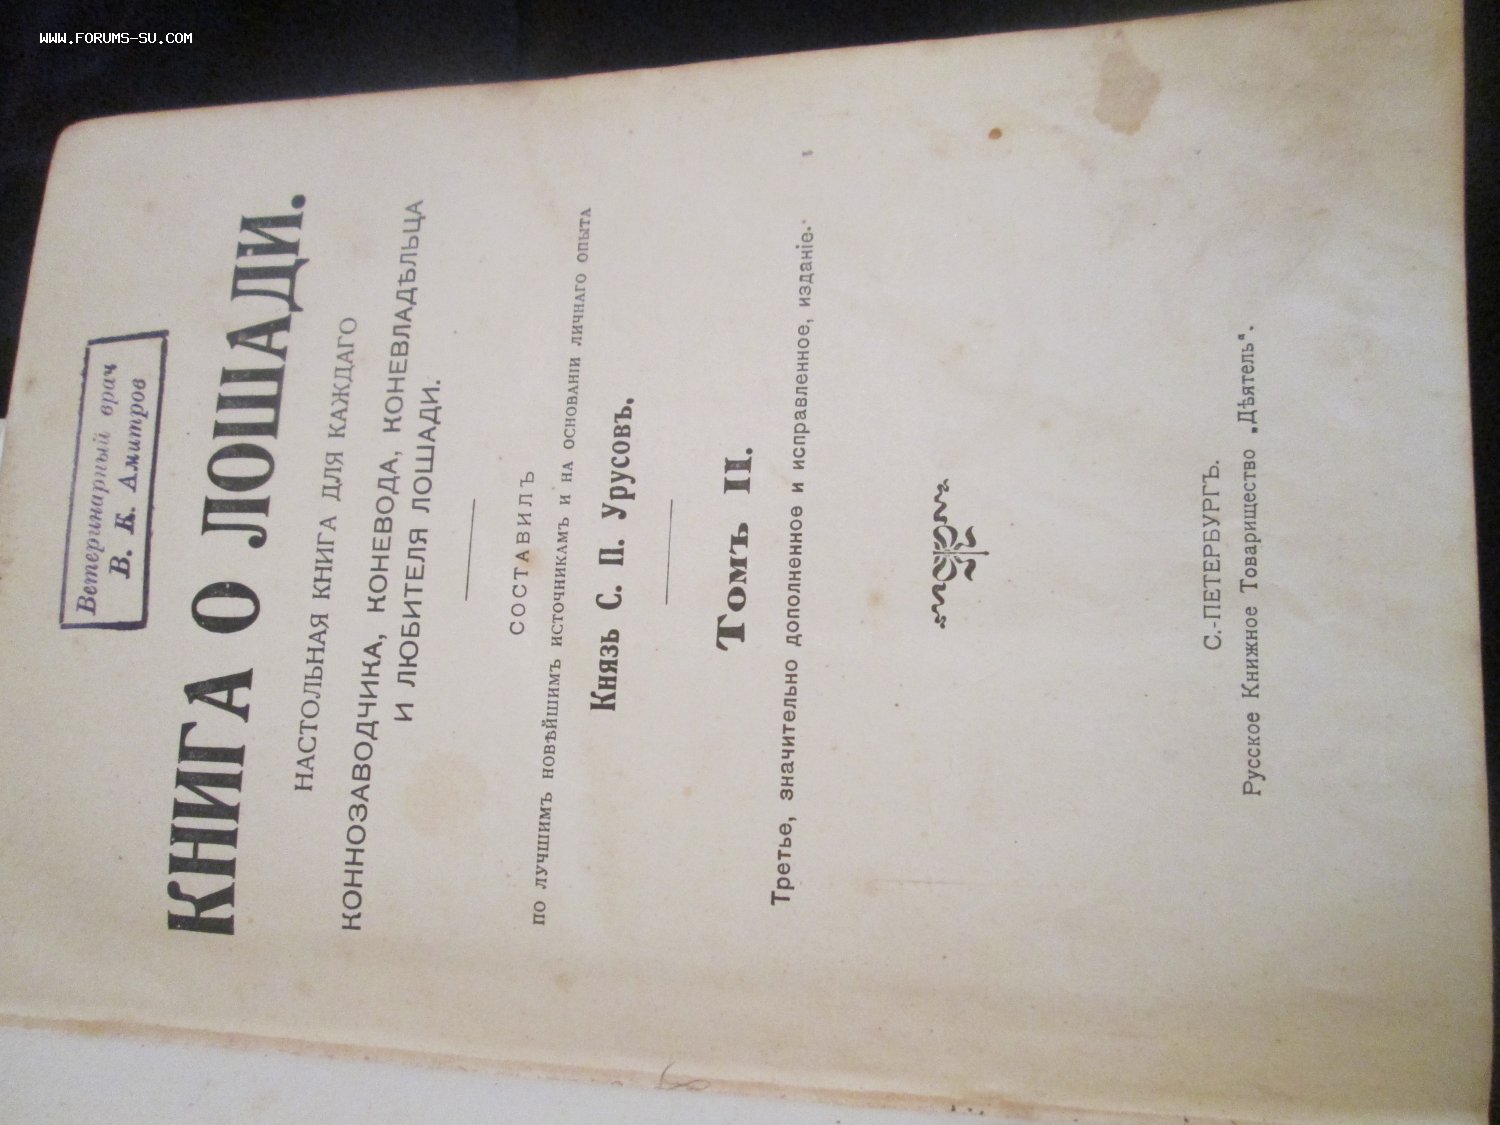 WWW.FORUMS-SU.COM
Ветеринарный врач
В. К. Амитров
КНИГА О ЛОШАДИ.
НАСТОЛЬНАЯ КНИГА ДЛЯ КАЖДАГО
КОННОЗАВОДЧИКА, КОНЕВОДА, КОНЕВЛАДѢЛЬЦА
И ЛЮБИТЕЛЯ ЛОШАДИ.
СОСТАВИЛЪ
ПО ЛУЧШИМЪ НОВѢЙШИМЪ ИСТОЧНИКАМЪ И НА ОСНОВАНІИ ЛИЧНАГО ОПЫТА
Князь С. П. Урусовъ.
Томъ II.
Третье, значительно дополненное и исправленное, изданіе.
С.-ПЕТЕРБУРГЪ.
Русское Книжное Товарищество „Дѣятель“.